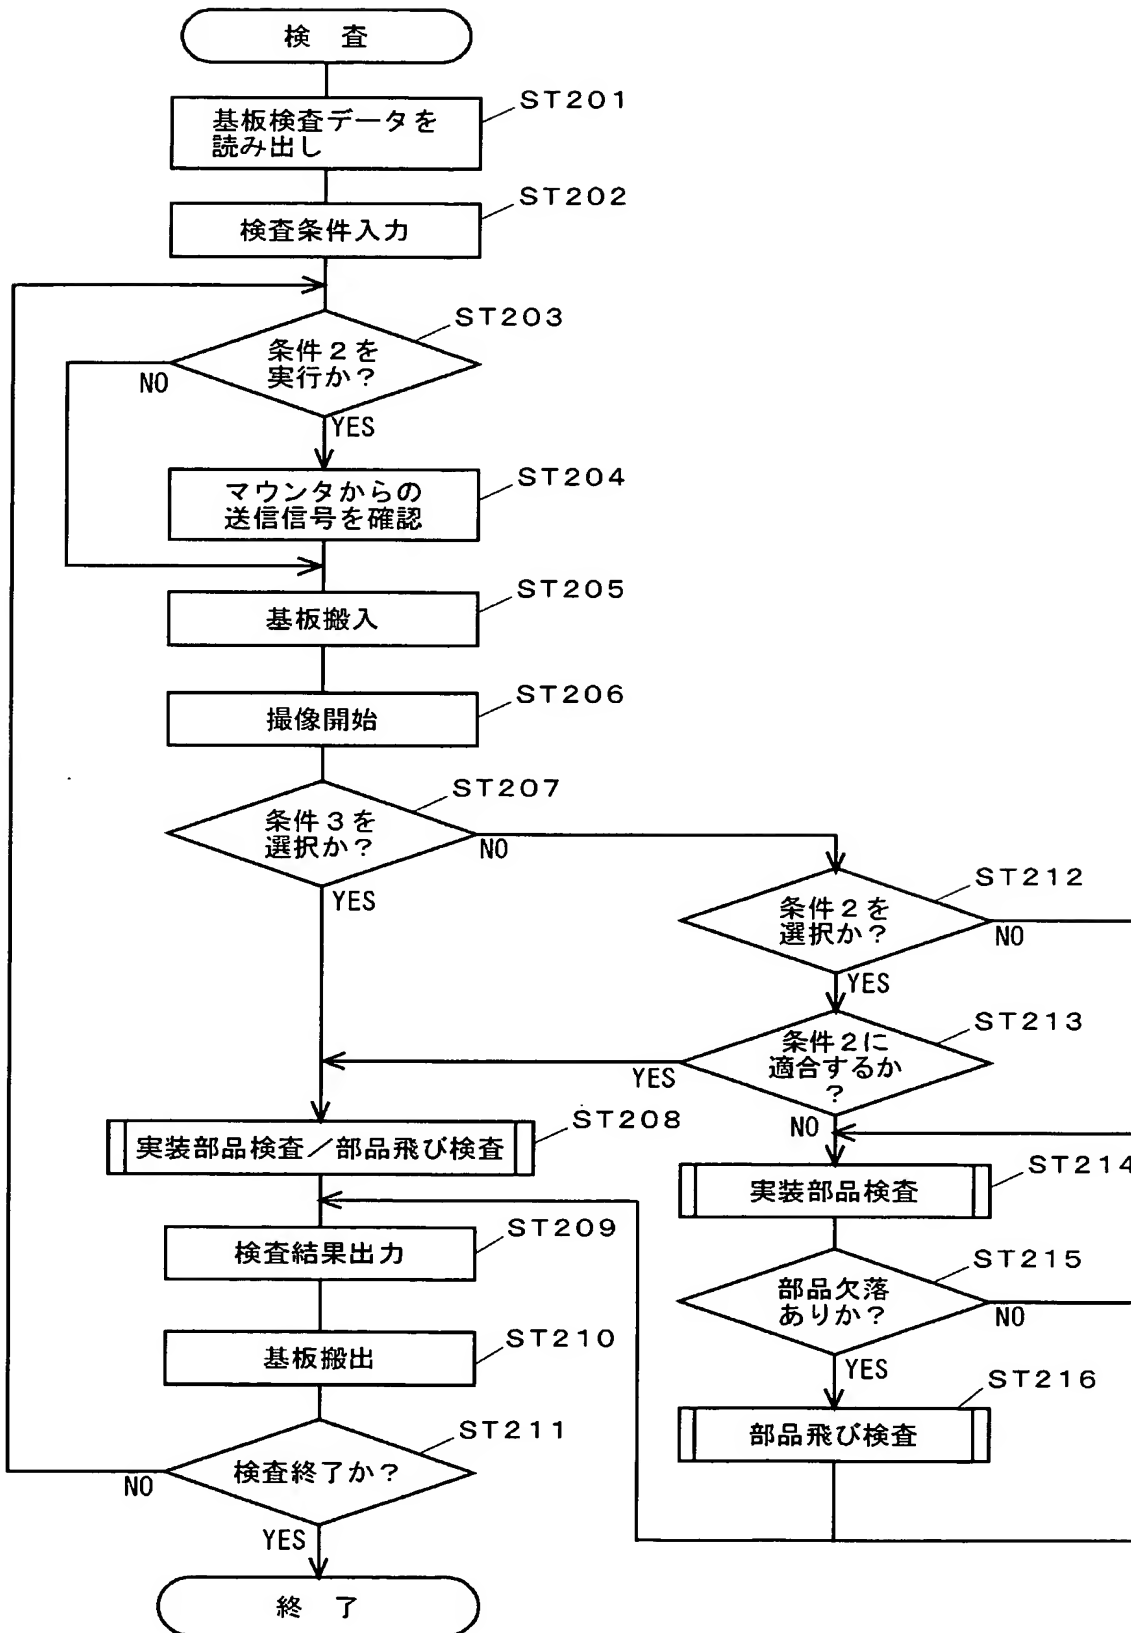 検 査
ST201
基板検査データを
読み出し
ST202
検査条件入力
ST203
条件2を
実行か?
NO
YES
ST204
マウンタからの
送信信号を確認
ST205
基板搬入
ST206
撮像開始
ST207
条件3を
選択か?
NO
YES
ST212
条件2を
選択か?
NO
YES
ST213
条件2に
適合するか
?
YES
NO
ST208
実装部品検査/部品飛び検査
ST214
実装部品検査
ST209
検査結果出力
ST215
部品欠落
ありか?
NO
YES
ST210
基板搬出
ST216
部品飛び検査
ST211
検査終了か?
NO
YES
終 了